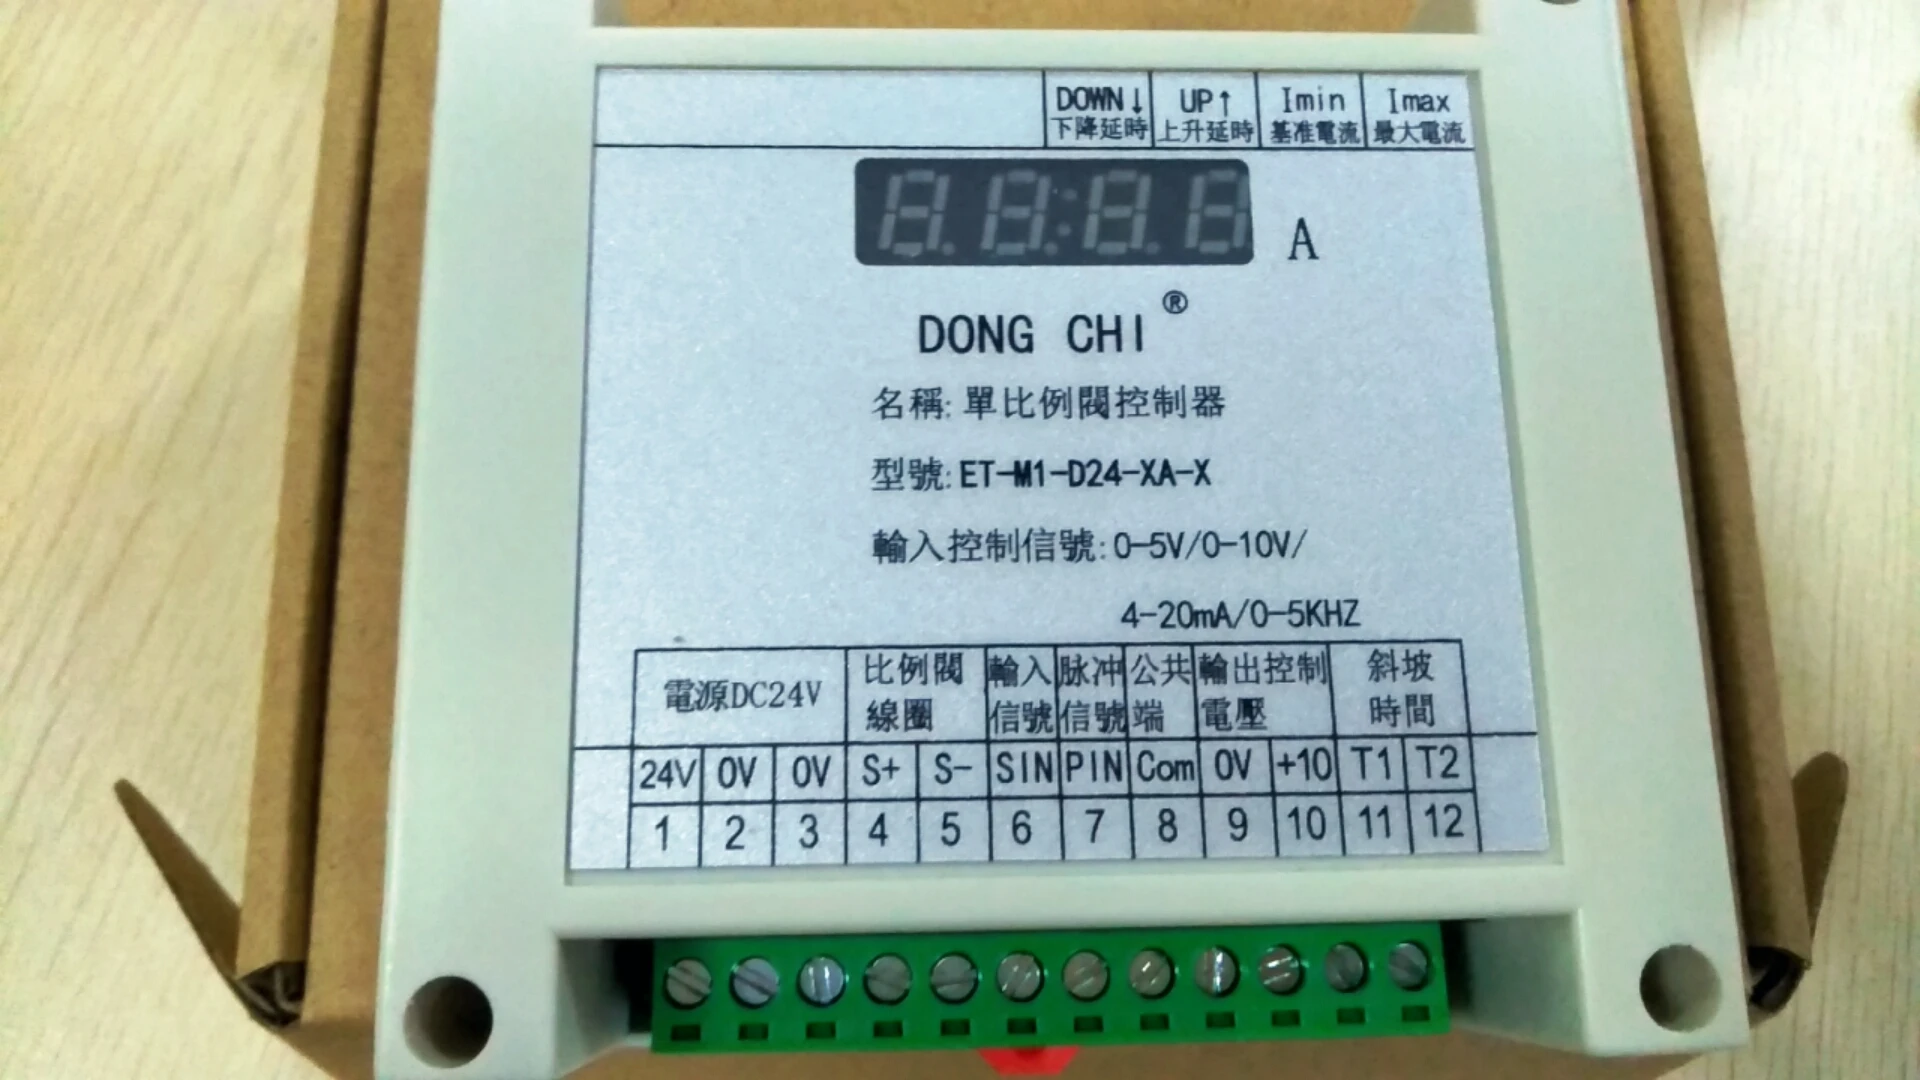 DOWN↓ UP↑ Imin Imax
下降延時 上升延時 基准電流 最大電流
A
DONG CHI ®
名稱: 單比例閥控制器
型號: ET-M1-D24-XA-X
輸入控制信號: 0-5V/0-10V/
4-20mA/0-5KHZ
電源DC24V 比例閥 輸入 脉冲 公共 輸出控制 斜坡
線圈 信號 信號 端 電壓 時間
24V 0V 0V S+ S- SIN PIN Com 0V +10 T1 T2
1 2 3 4 5 6 7 8 9 10 11 12